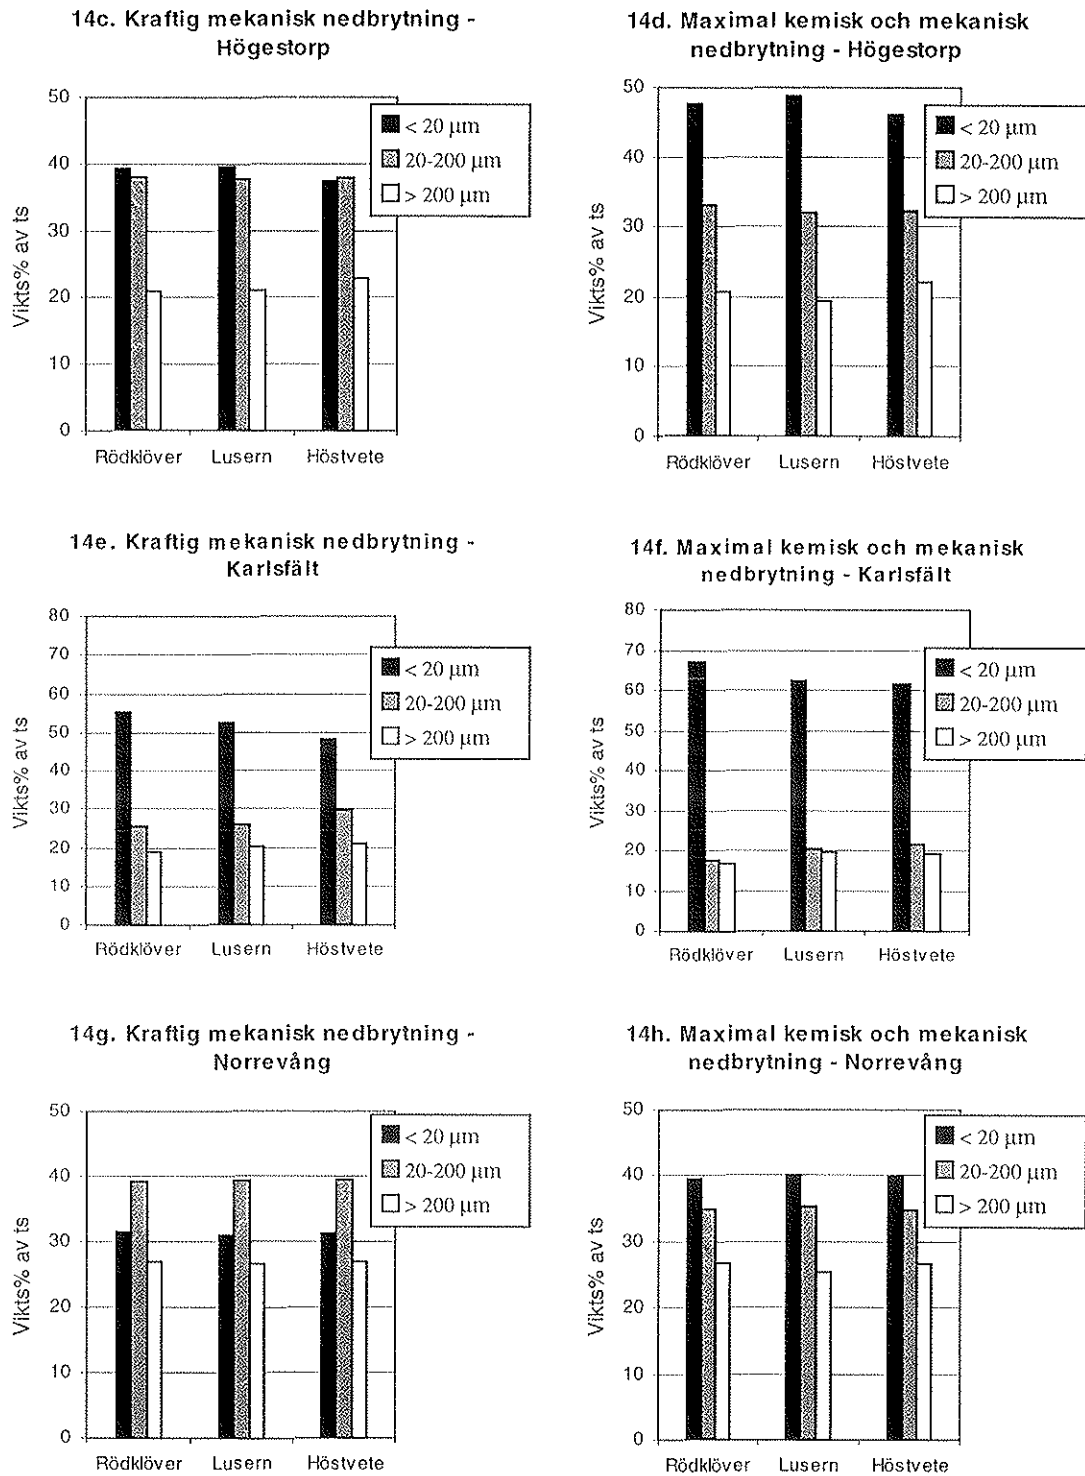 14c. Kraftig mekanisk nedbrytning -
Högestorp
50
40
30
20
10
0
Vikts% av ts
< 20 µm
20-200 µm
> 200 µm
Rödklöver Lusern Höstvete
14d. Maximal kemisk och mekanisk
nedbrytning - Högestorp
50
40
30
20
10
0
Vikts% av ts
< 20 µm
20-200 µm
> 200 µm
Rödklöver Lusern Höstvete
14e. Kraftig mekanisk nedbrytning -
Karlsfält
80
70
60
50
40
30
20
10
0
Vikts% av ts
< 20 µm
20-200 µm
> 200 µm
Rödklöver Lusern Höstvete
14f. Maximal kemisk och mekanisk
nedbrytning - Karlsfält
80
70
60
50
40
30
20
10
0
Vikts% av ts
< 20 µm
20-200 µm
> 200 µm
Rödklöver Lusern Höstvete
14g. Kraftig mekanisk nedbrytning -
Norrevång
50
40
30
20
10
0
Vikts% av ts
< 20 µm
20-200 µm
> 200 µm
Rödklöver Lusern Höstvete
14h. Maximal kemisk och mekanisk
nedbrytning - Norrevång
50
40
30
20
10
0
Vikts% av ts
< 20 µm
20-200 µm
> 200 µm
Rödklöver Lusern Höstvete